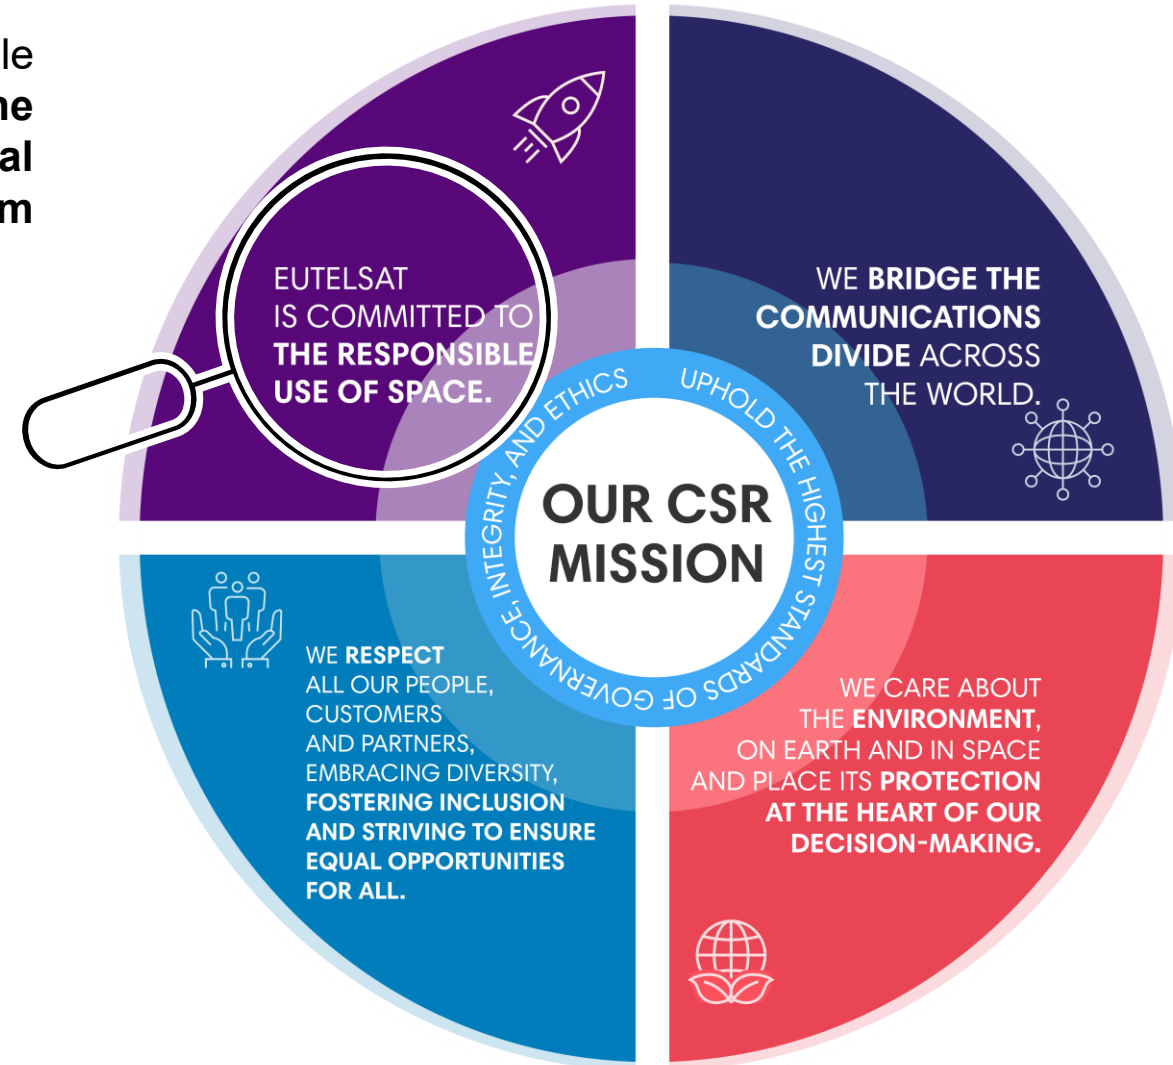 le
ne
al
m
EUTELSAT
IS COMMITTED TO
THE RESPONSIBLE
USE OF SPACE.
WE BRIDGE THE
COMMUNICATIONS
DIVIDE ACROSS
THE WORLD.
UPHOLD THE HIGHEST STANDARDS OF GOVERNANCE, INTEGRITY, AND ETHICS
OUR CSR
MISSION
WE RESPECT
ALL OUR PEOPLE,
CUSTOMERS
AND PARTNERS,
EMBRACING DIVERSITY,
FOSTERING INCLUSION
AND STRIVING TO ENSURE
EQUAL OPPORTUNITIES
FOR ALL.
WE CARE ABOUT
THE ENVIRONMENT,
ON EARTH AND IN SPACE
AND PLACE ITS PROTECTION
AT THE HEART OF OUR
DECISION-MAKING.